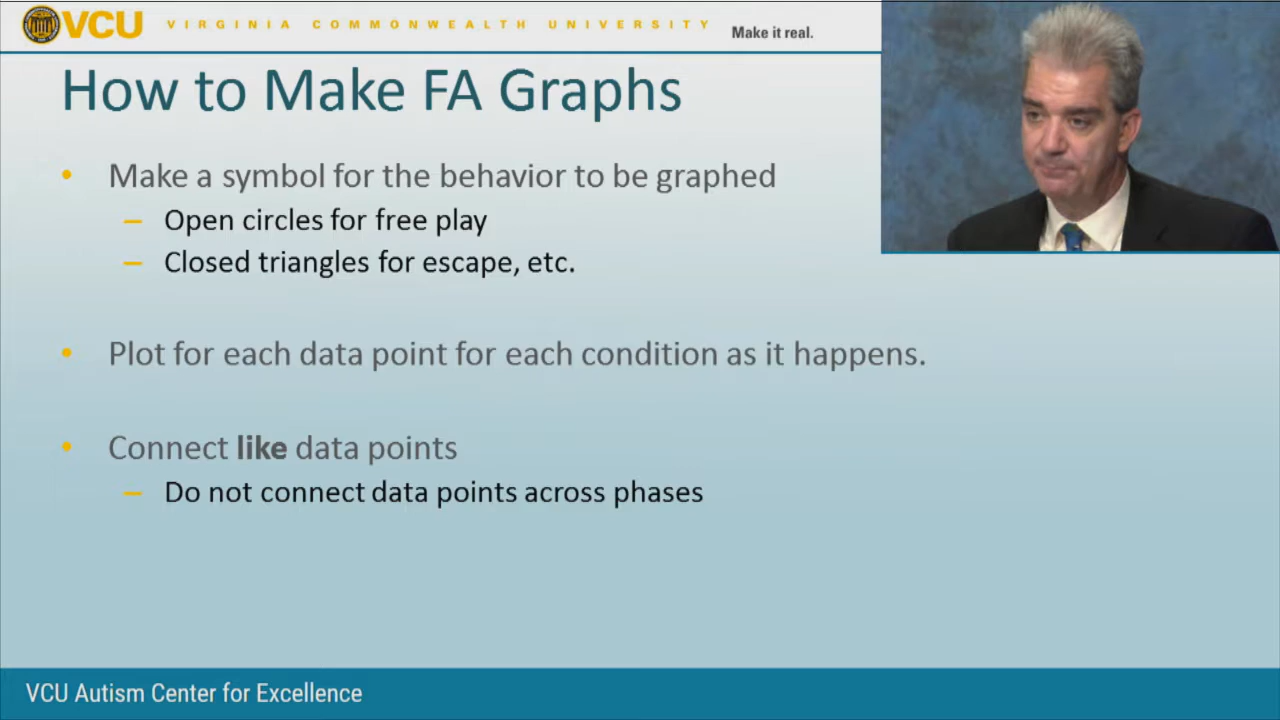 VCU VIRGINIA COMMONWEALTH UNIVERSITY Make it real.
How to Make FA Graphs
• Make a symbol for the behavior to be graphed
– Open circles for free play
– Closed triangles for escape, etc.
• Plot for each data point for each condition as it happens.
• Connect like data points
– Do not connect data points across phases
VCU Autism Center for Excellence